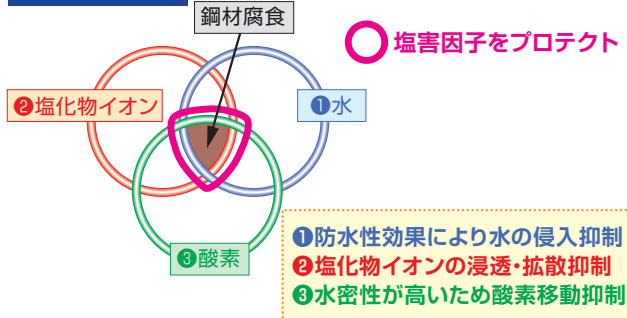 鋼材腐食
塩害因子をプロテクト
❷塩化物イオン
❶水
❸酸素
❶防水性効果により水の侵入抑制
❷塩化物イオンの浸透・拡散抑制
❸水密性が高いため酸素移動抑制